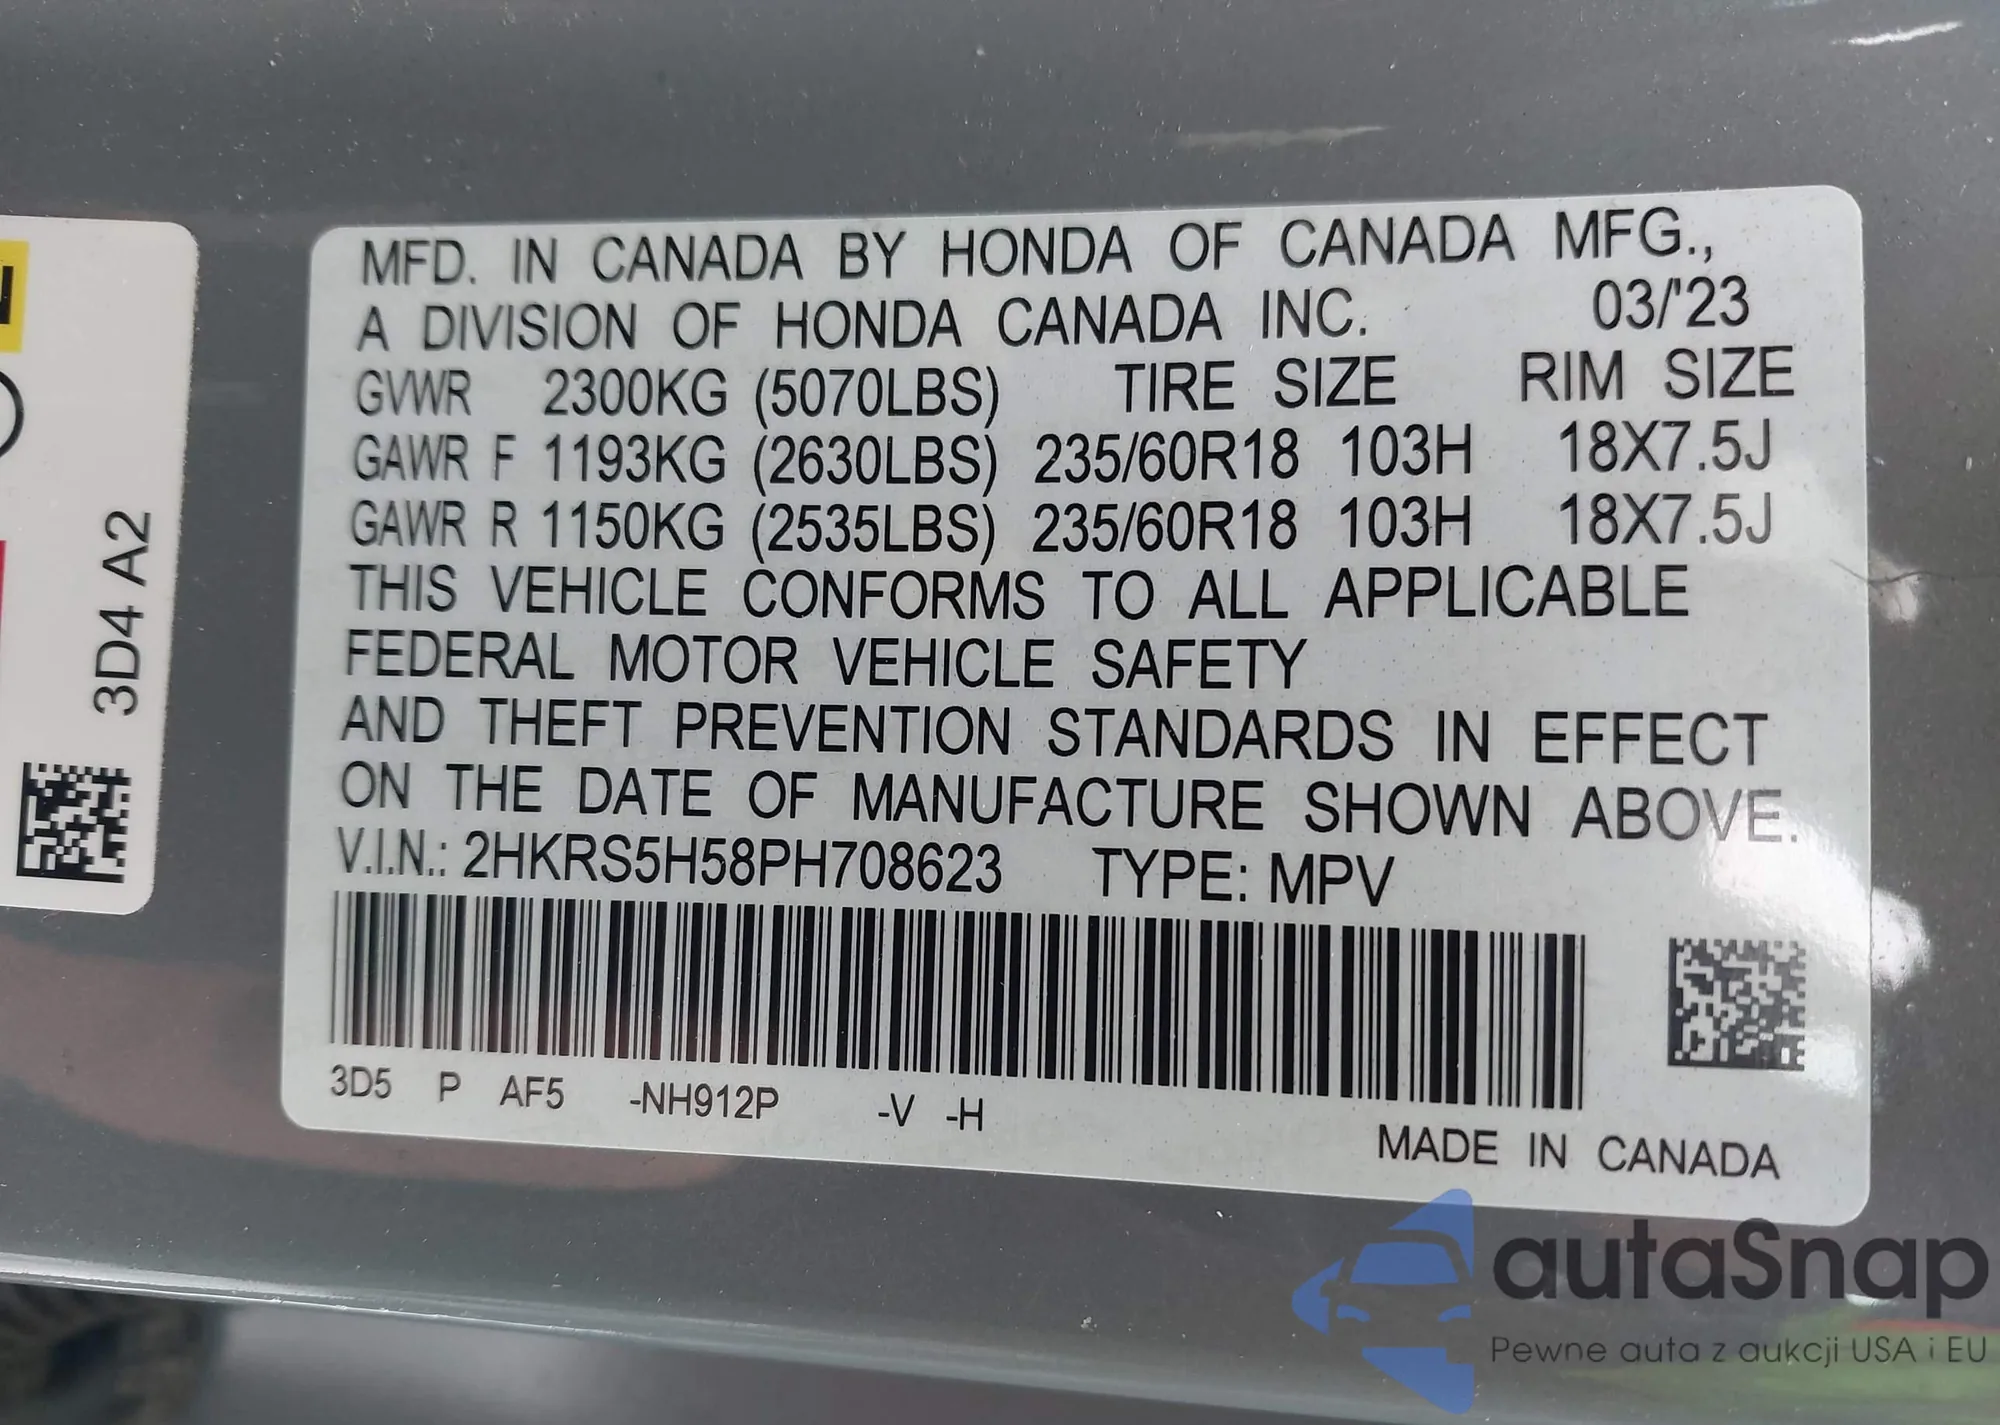 MFD. IN CANADA BY HONDA OF CANADA MFG.,
A DIVISION OF HONDA CANADA INC. 03/'23
GVWR 2300KG (5070LBS) TIRE SIZE RIM SIZE
GAWR F 1193KG (2630LBS) 235/60R18 103H 18X7.5J
GAWR R 1150KG (2535LBS) 235/60R18 103H 18X7.5J
THIS VEHICLE CONFORMS TO ALL APPLICABLE
FEDERAL MOTOR VEHICLE SAFETY
AND THEFT PREVENTION STANDARDS IN EFFECT
ON THE DATE OF MANUFACTURE SHOWN ABOVE.
V.I.N.: 2HKRS5H58PH708623 TYPE: MPV
3D5 P AF5 -NH912P -V -H
MADE IN CANADA
3D4 A2
autaSnap
Pewne auta z aukcji USA i EU